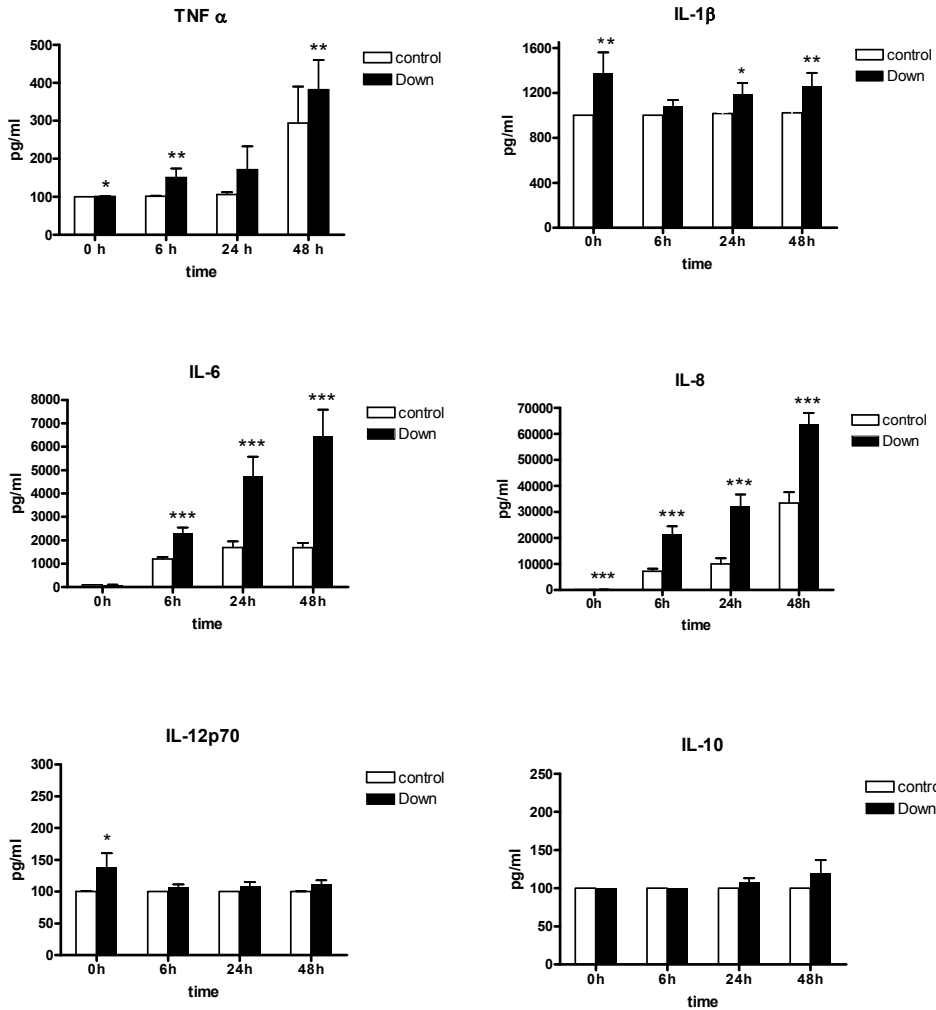 TNF α
500
400
300
200
100
0
pg/ml
* ** **
0 h 6 h 24 h 48 h
time
control
Down
IL-1β
1600
1200
800
400
0
pg/ml
** * **
0h 6h 24h 48h
time
control
Down
IL-6
8000
7000
6000
5000
4000
3000
2000
1000
0
pg/ml
*** *** ***
0h 6h 24h 48h
time
control
Down
IL-8
70000
60000
50000
40000
30000
20000
10000
0
pg/ml
*** *** *** ***
0h 6h 24h 48h
time
control
Down
IL-12p70
300
250
200
150
100
50
0
pg/ml
*
0h 6h 24h 48h
time
control
Down
IL-10
250
200
150
100
50
0
pg/ml
0h 6h 24h 48h
time
contro
Down